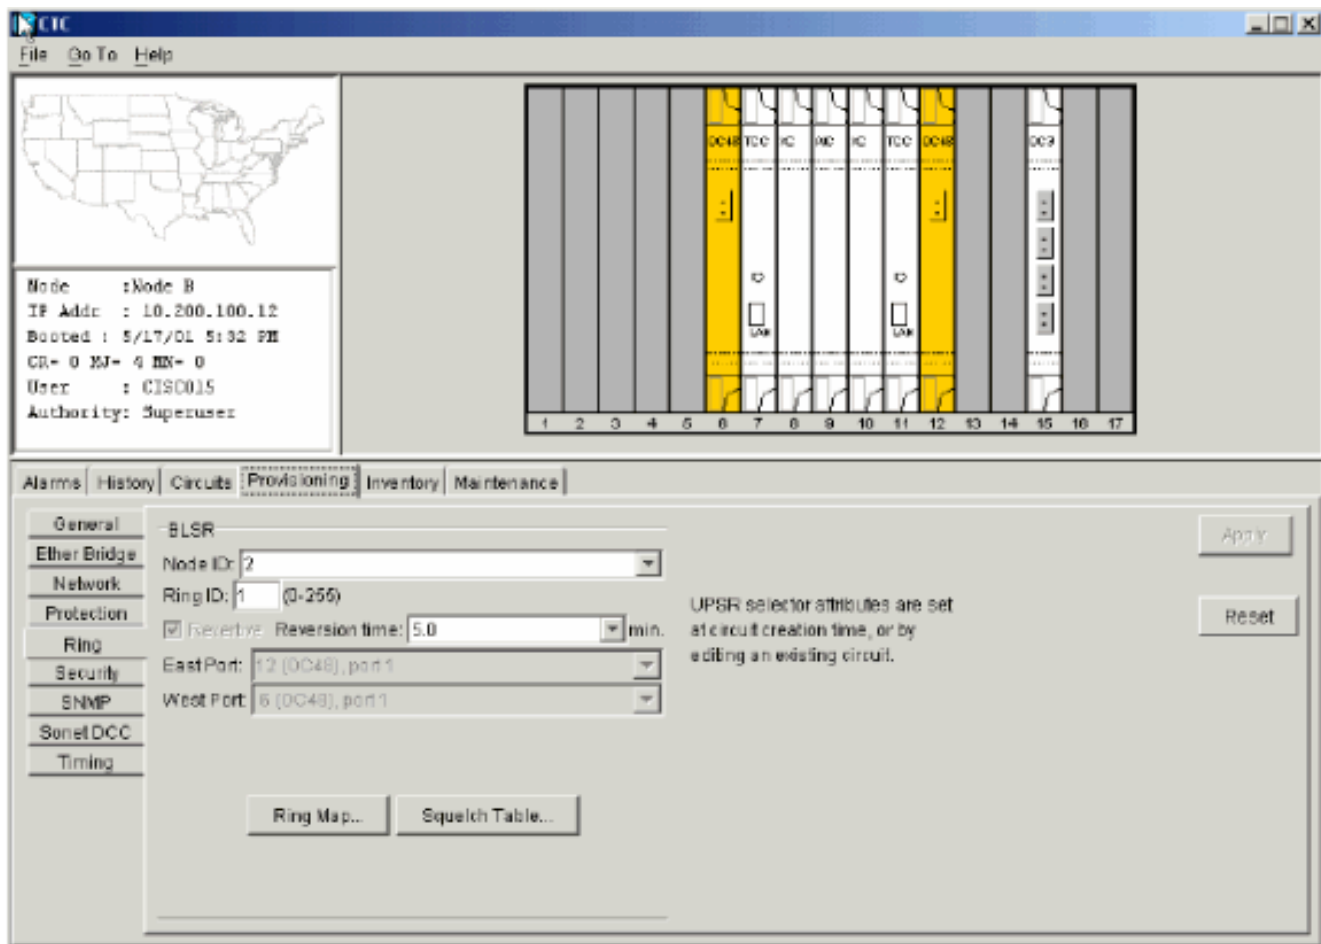 CTC
File Go To Help
Node :Node B
IP Addr : 10.200.100.12
Booted : 5/17/01 5:32 PM
CR- 0 MJ- 4 MN- 0
User : CISCO15
Authority: Superuser
OC48 TCC XC AIC XC TCC OC48 OC3
LAN LAN
1 2 3 4 5 6 7 8 9 10 11 12 13 14 15 16 17
Alarms History Circuits Provisioning Inventory Maintenance
General
Ether Bridge
Network
Protection
Ring
Security
SNMP
Sonet DCC
Timing
BLSR
Node ID: 2
Ring ID: 1 (0-255)
Revertive Reversion time: 5.0 min.
East Port: 12 (OC48), port 1
West Port: 6 (OC48), port 1
Ring Map... Squelch Table...
UPSR selector attributes are set
at circuit creation time, or by
editing an existing circuit.
Apply
Reset